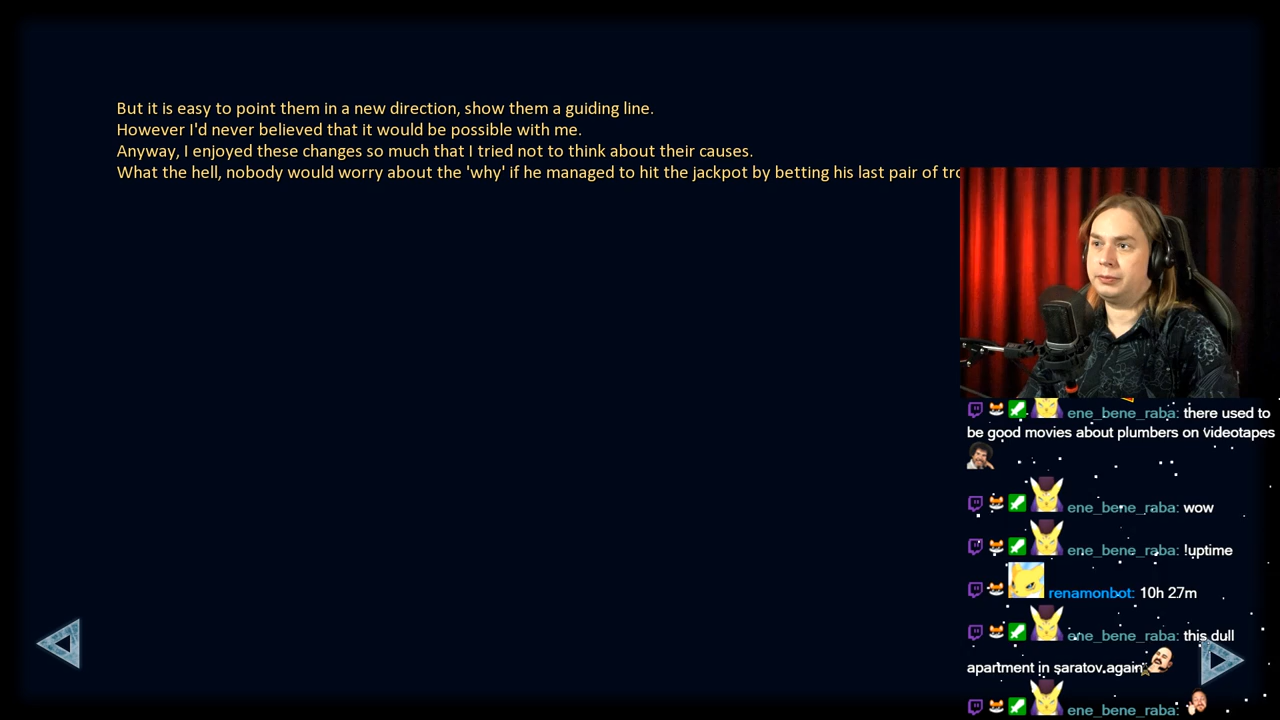 But it is easy to point them in a new direction, show them a guiding line.
However I'd never believed that it would be possible with me.
Anyway, I enjoyed these changes so much that I tried not to think about their causes.
What the hell, nobody would worry about the 'why' if he managed to hit the jackpot by betting his last pair of
ene_bene_raba: there used to
be good movies about plumbers on videotapes
ene_bene_raba: wow
ene_bene_raba: !uptime
renamonbot: 10h 27m
ene_bene_raba: this dull
apartment in saratov again
ene_bene_raba: